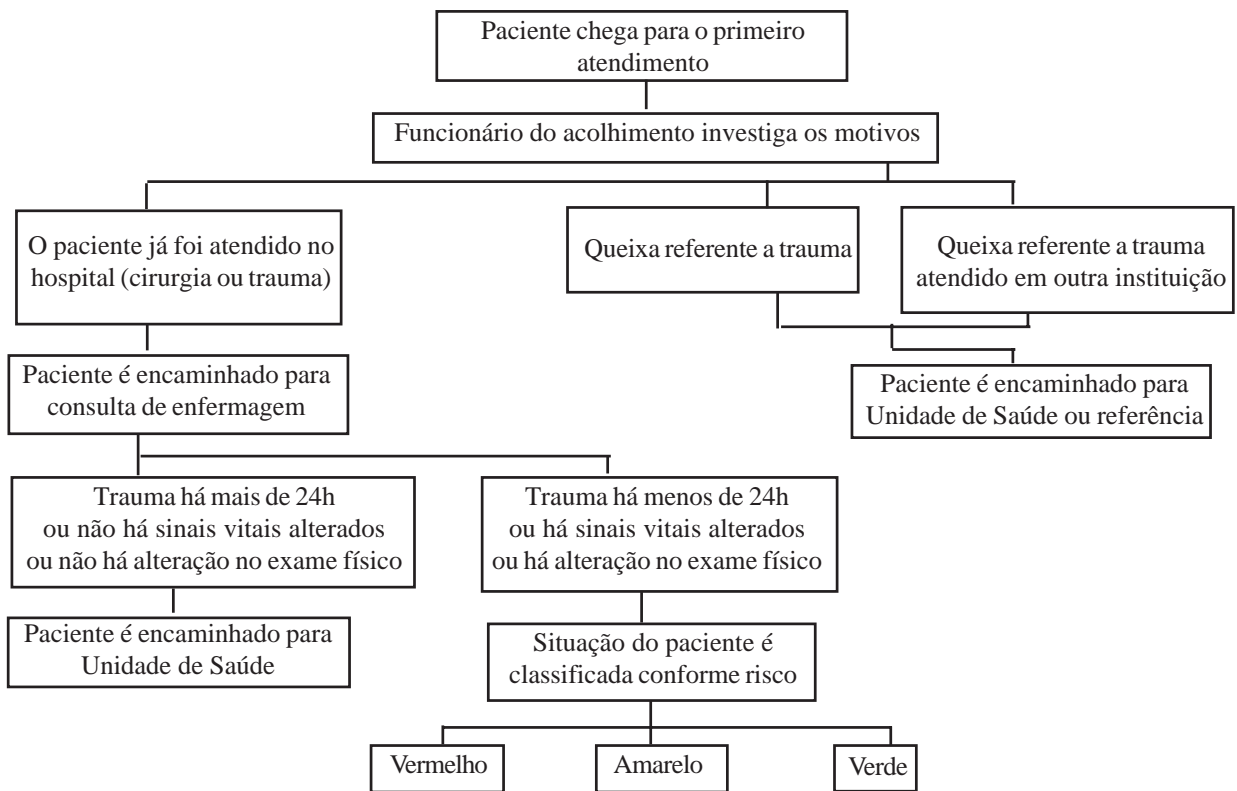 Paciente chega para o primeiro
atendimento
Funcionário do acolhimento investiga os motivos
O paciente já foi atendido no
hospital (cirurgia ou trauma)
Queixa referente a trauma
Queixa referente a trauma
atendido em outra instituição
Paciente é encaminhado para
consulta de enfermagem
Paciente é encaminhado para
Unidade de Saúde ou referência
Trauma há mais de 24h
ou não há sinais vitais alterados
ou não há alteração no exame físico
Trauma há menos de 24h
ou há sinais vitais alterados
ou há alteração no exame físico
Paciente é encaminhado para
Unidade de Saúde
Situação do paciente é
classificada conforme risco
Vermelho
Amarelo
Verde